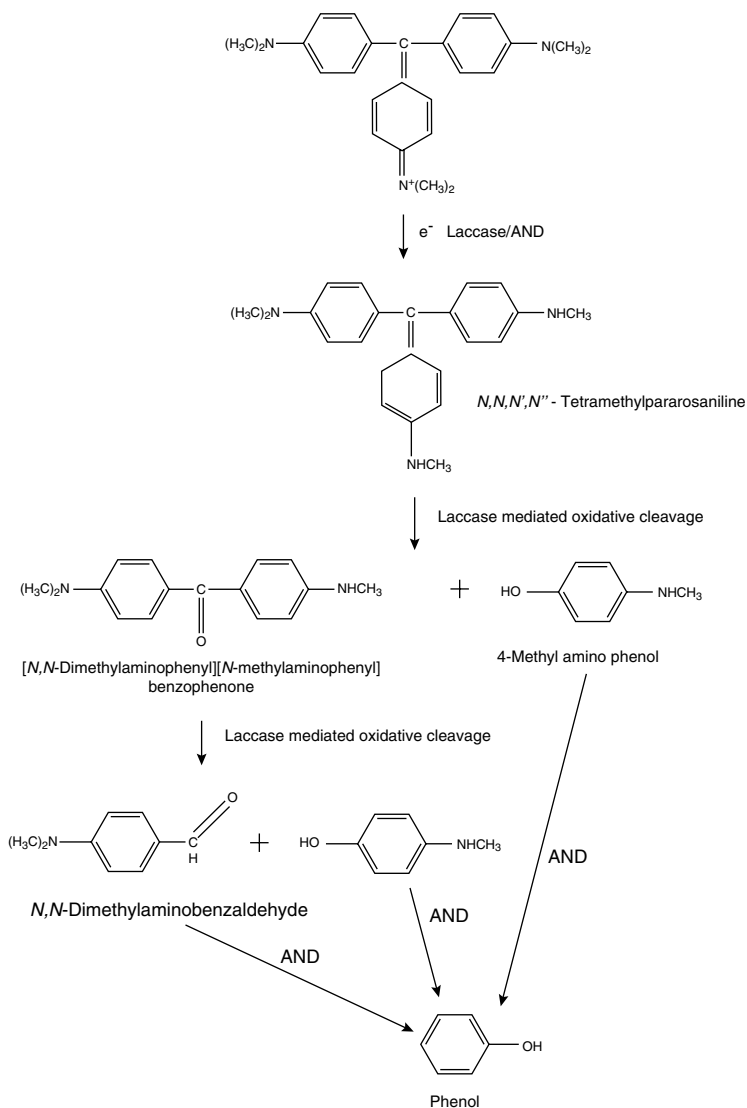 (H₃C)₂N C N(CH₃)₂
N⁺(CH₃)₂
e⁻ Laccase/AND
(H₃C)₂N C NHCH₃
N,N,N',N'' - Tetramethylpararosaniline
NHCH₃
Laccase mediated oxidative cleavage
(H₃C)₂N C NHCH₃ + HO NHCH₃
O
[N,N-Dimethylaminophenyl][N-methylaminophenyl]
benzophenone
4-Methyl amino phenol
Laccase mediated oxidative cleavage
O
(H₃C)₂N C + HO NHCH₃
H
AND
N,N-Dimethylaminobenzaldehyde
AND
AND
OH
Phenol